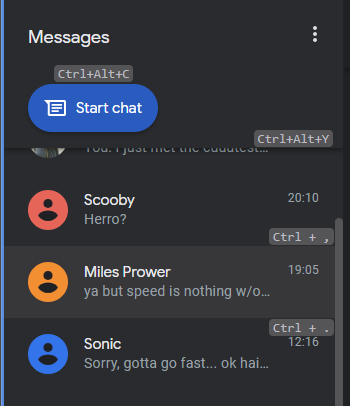 Messages
Ctrl+Alt+C
Start chat
Ctrl+Alt+Y
You: I just met the cuddutest…
Scooby 20:10
Herro?
Ctrl + ,
Miles Prower 19:05
ya but speed is nothing w/o…
Ctrl + .
Sonic 12:16
Sorry, gotta go fast... ok hai…